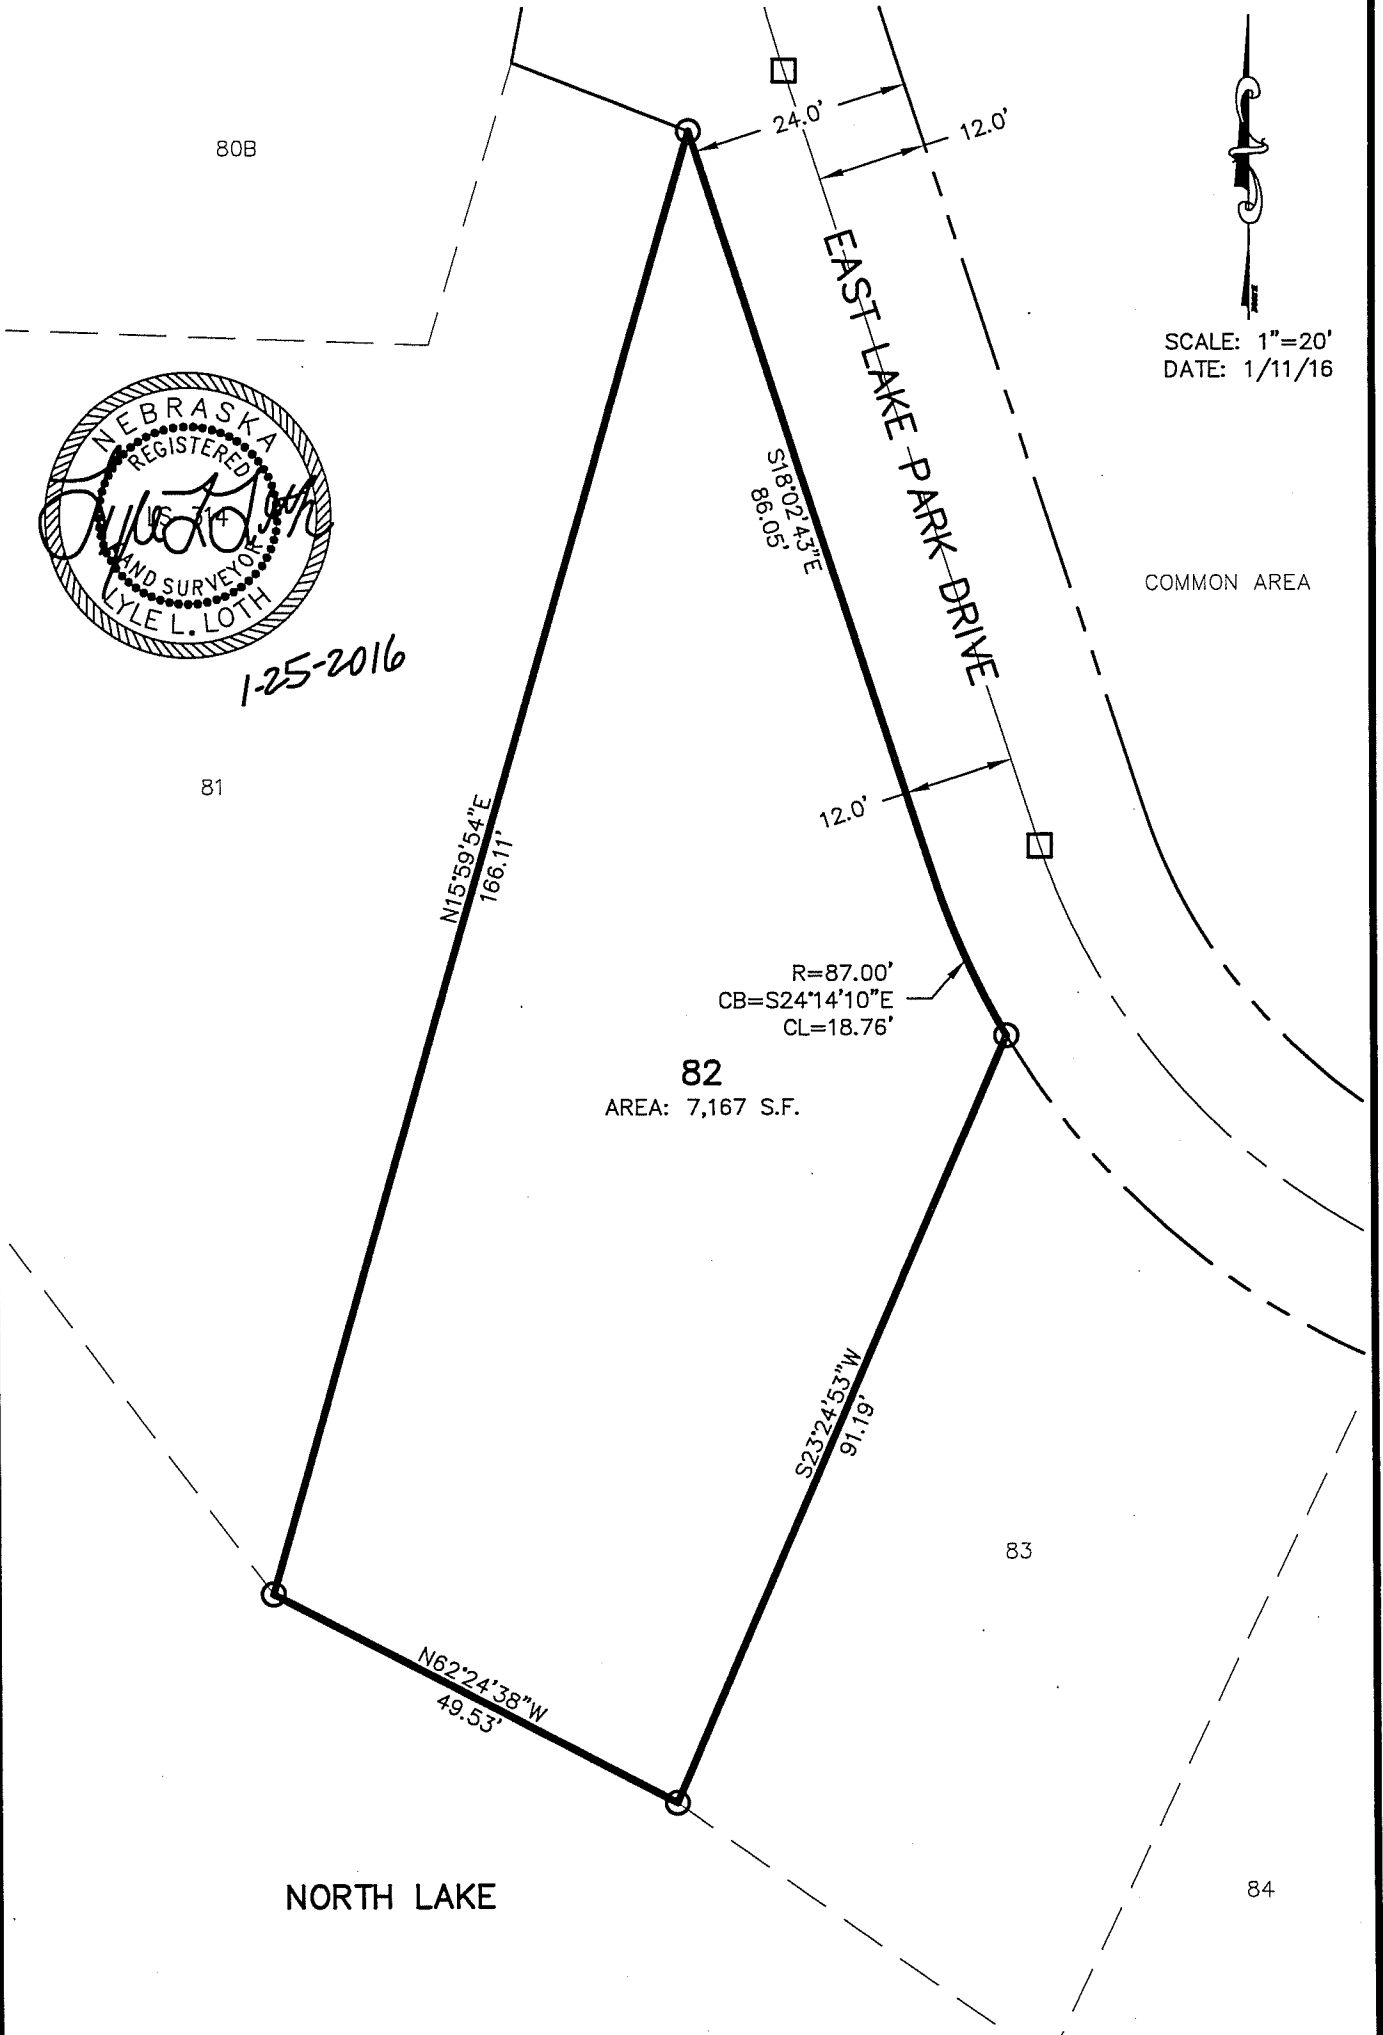 80B
24.0'
12.0'
SCALE: 1"=20'
DATE: 1/11/16
EAST LAKE PARK DRIVE
NEBRASKA
REGISTERED
LS 314
LAND SURVEYOR
LYLE L. LOTH
1-25-2016
S18°02'43"E
86.05'
COMMON AREA
81
N15°59'54"E
166.11'
12.0'
R=87.00'
CB=S24°14'10"E
CL=18.76'
82
AREA: 7,167 S.F.
S23°24'53"W
91.19'
83
N62°24'38"W
49.53'
NORTH LAKE
84